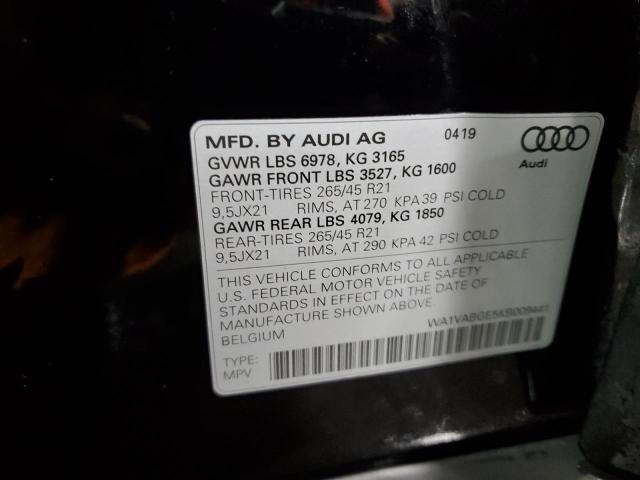 MFD. BY AUDI AG 0419
GVWR LBS 6978, KG 3165
GAWR FRONT LBS 3527, KG 1600
FRONT-TIRES 265/45 R21
9,5JX21 RIMS, AT 270 KPA 39 PSI COLD
GAWR REAR LBS 4079, KG 1850
REAR-TIRES 265/45 R21
9,5JX21 RIMS, AT 290 KPA 42 PSI COLD
Audi
THIS VEHICLE CONFORMS TO ALL APPLICABLE
U.S. FEDERAL MOTOR VEHICLE SAFETY
STANDARDS IN EFFECT ON THE DATE OF
MANUFACTURE SHOWN ABOVE.
BELGIUM
WA1VABGE5KB009441
TYPE:
MPV